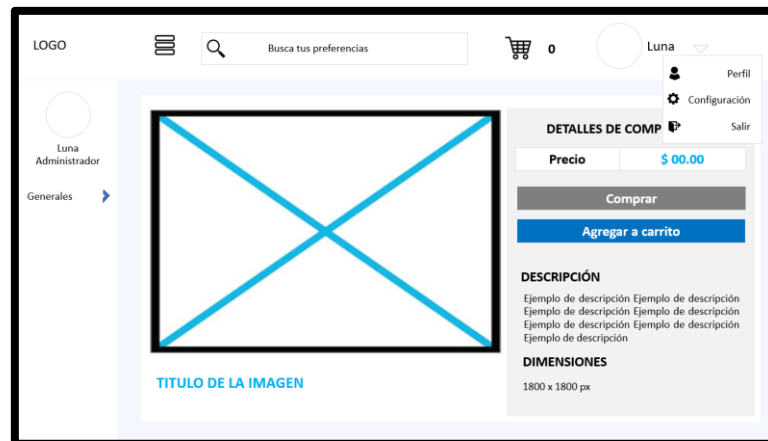 LOGO
Busca tus preferencias
0
Luna
Perfil
Configuración
Salir
Luna
Administrador
Generales
DETALLES DE COMP
Precio
$ 00.00
Comprar
Agregar a carrito
DESCRIPCIÓN
Ejemplo de descripción Ejemplo de descripción
Ejemplo de descripción Ejemplo de descripción
Ejemplo de descripción Ejemplo de descripción
Ejemplo de descripción
DIMENSIONES
1800 x 1800 px
TITULO DE LA IMAGEN